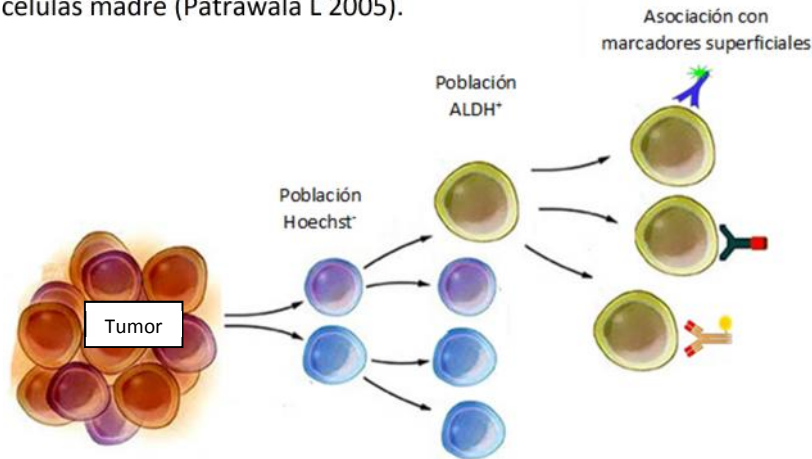 células madre (Patrawala L 2005).
Asociación con
marcadores superficiales
Población
ALDH⁺
Población
Hoechst⁻
Tumor